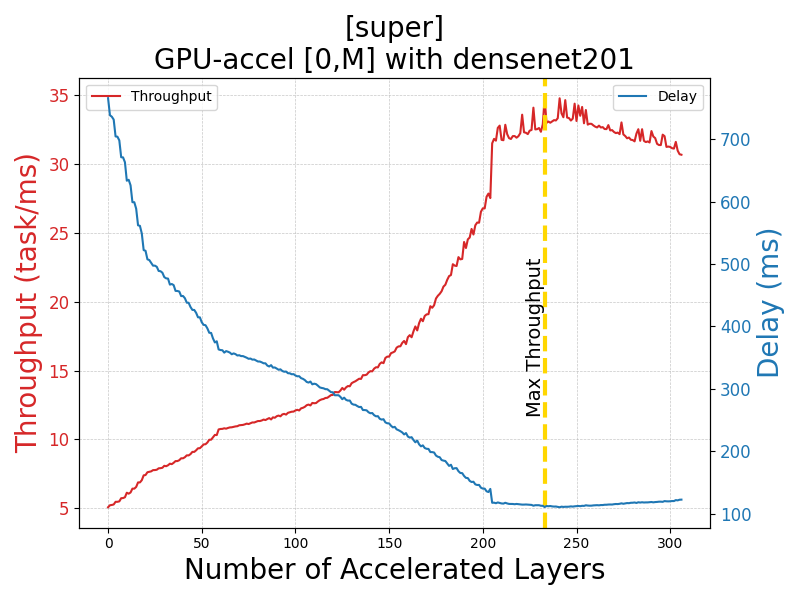 [super]
GPU-accel [0,M] with densenet201
Throughput
Delay
35
30
25
20
15
10
5
Throughput (task/ms)
Max Throughput
700
600
500
400
300
200
100
Delay (ms)
0 50 100 150 200 250 300
Number of Accelerated Layers